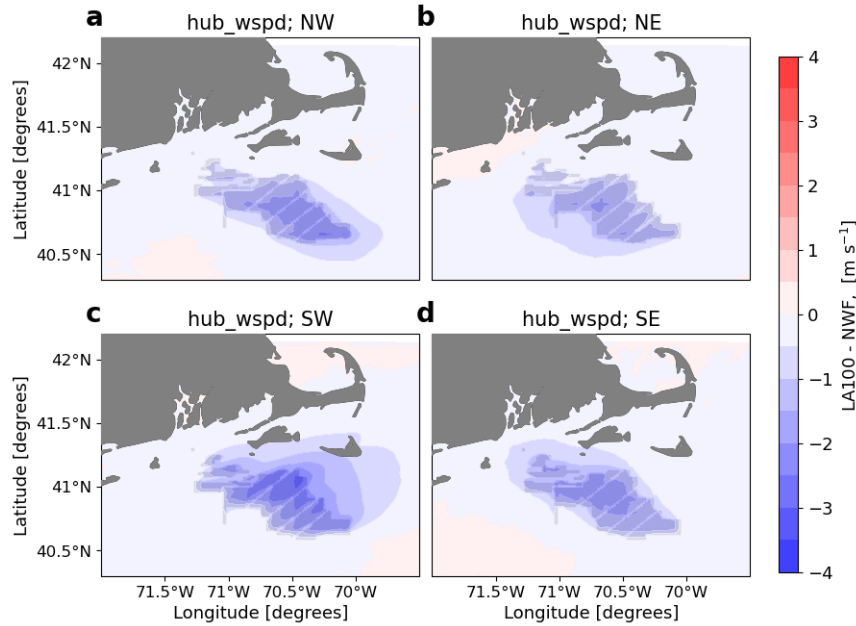 a
hub_wspd; NW
b
hub_wspd; NE
42°N
41.5°N
41°N
40.5°N
Latitude [degrees]
c
hub_wspd; SW
d
hub_wspd; SE
42°N
41.5°N
41°N
40.5°N
Latitude [degrees]
71.5°W 71°W 70.5°W 70°W
Longitude [degrees]
71.5°W 71°W 70.5°W 70°W
Longitude [degrees]
4
3
2
1
0
−1
−2
−3
−4
LA100 - NWF, [m s⁻¹]